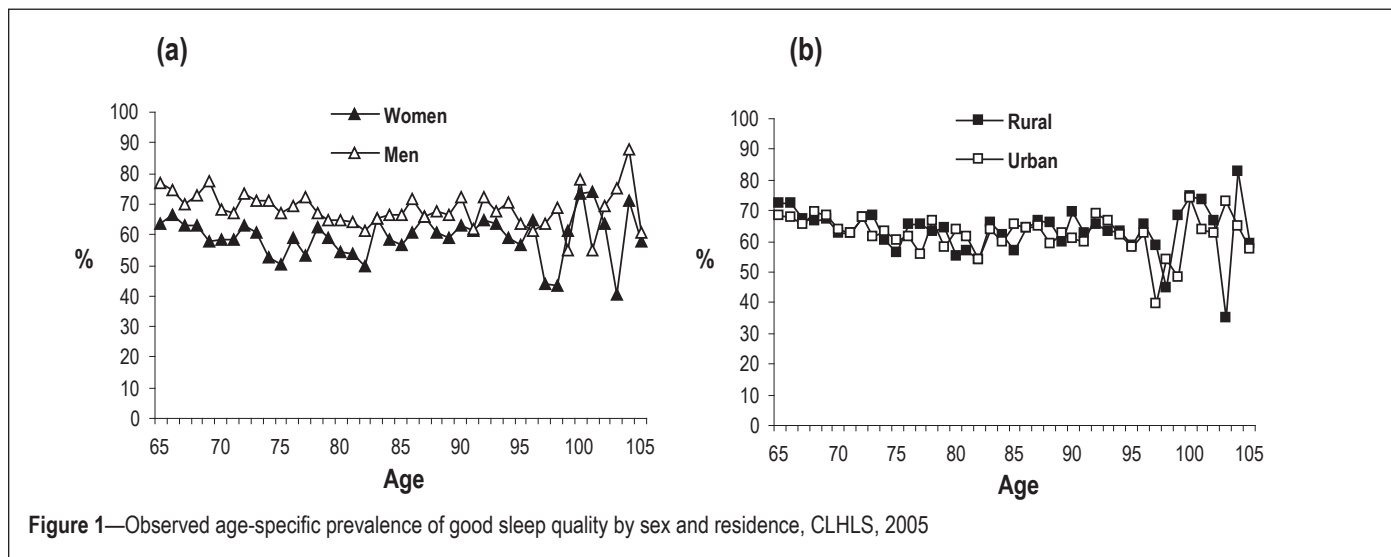 (a)
Women
Men
100
90
80
70
60
50
40
30
20
10
0
%
65 70 75 80 85 90 95 100 105
Age
(b)
Rural
Urban
100
90
80
70
60
50
40
30
20
10
0
%
65 70 75 80 85 90 95 100 105
Age
Figure 1—Observed age-specific prevalence of good sleep quality by sex and residence, CLHLS, 2005